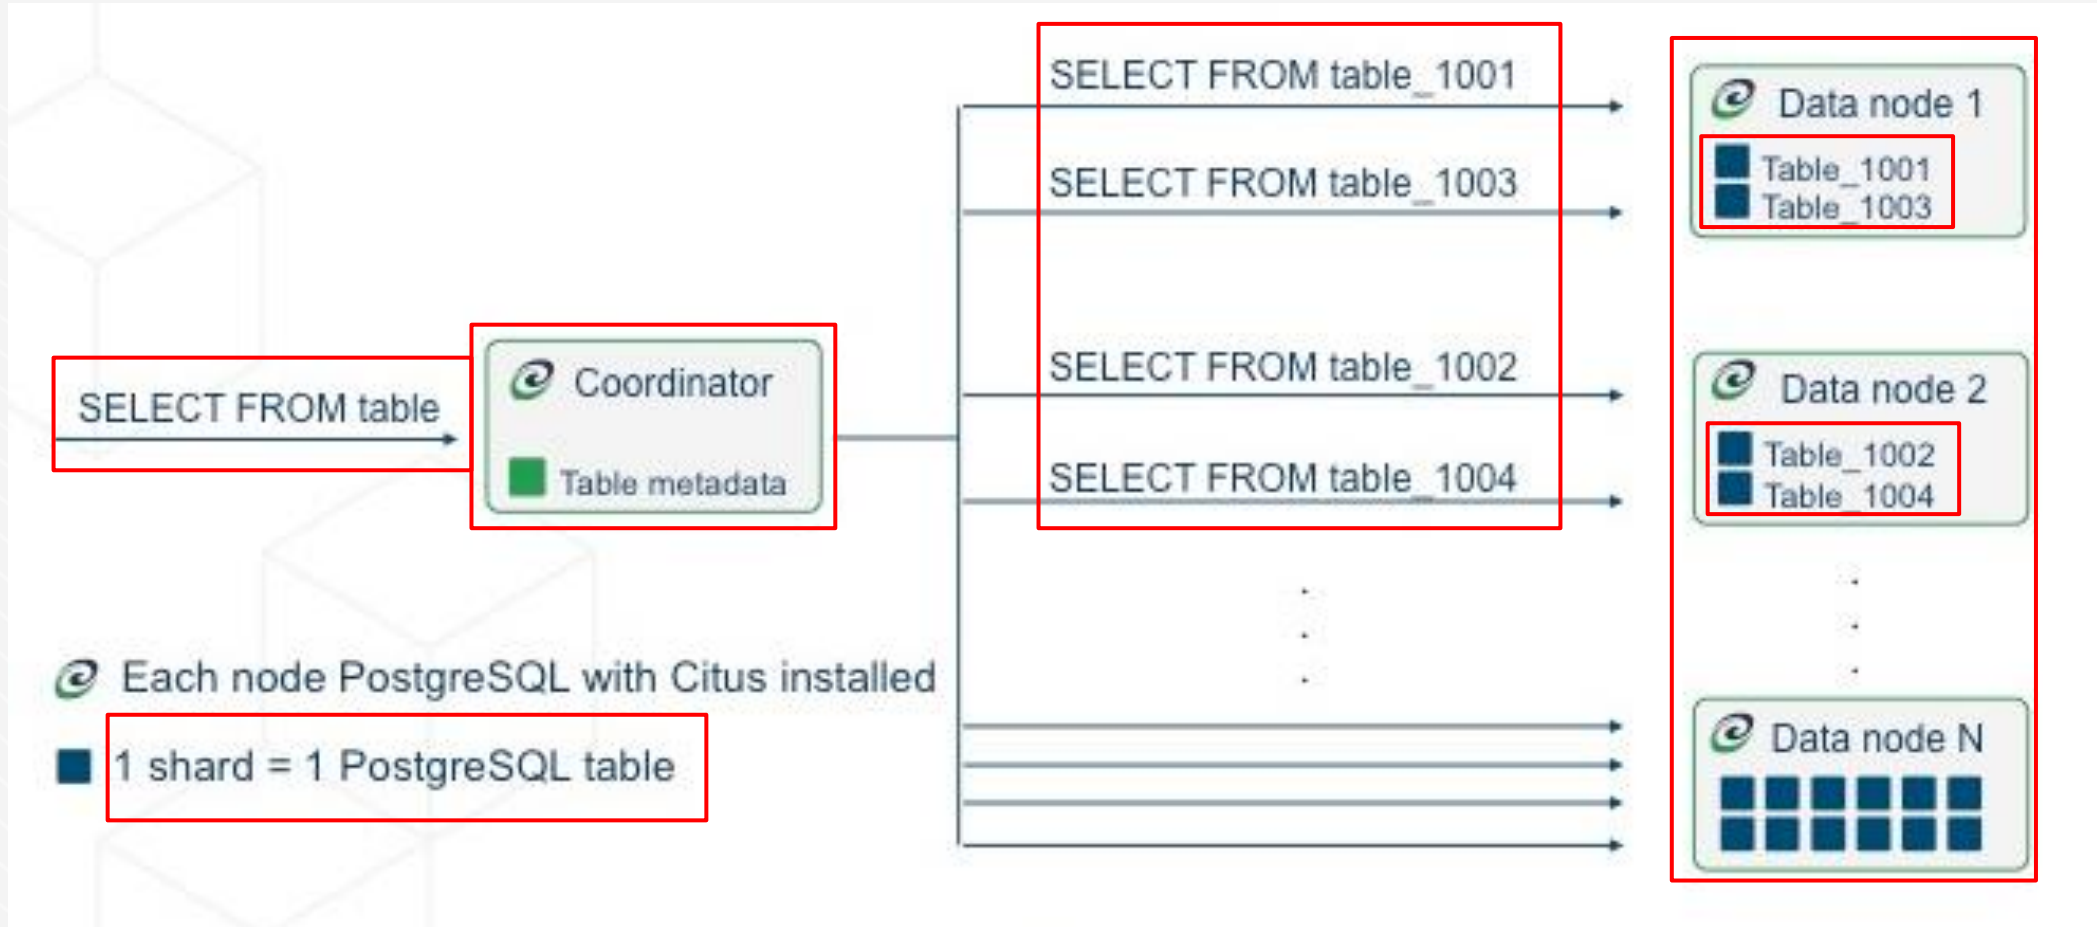 SELECT FROM table
Coordinator
Table metadata
SELECT FROM table_1001
SELECT FROM table_1003
SELECT FROM table_1002
SELECT FROM table_1004
.
.
.
Data node 1
Table_1001
Table_1003
Data node 2
Table_1002
Table_1004
.
.
.
Data node N
Each node PostgreSQL with Citus installed
1 shard = 1 PostgreSQL table